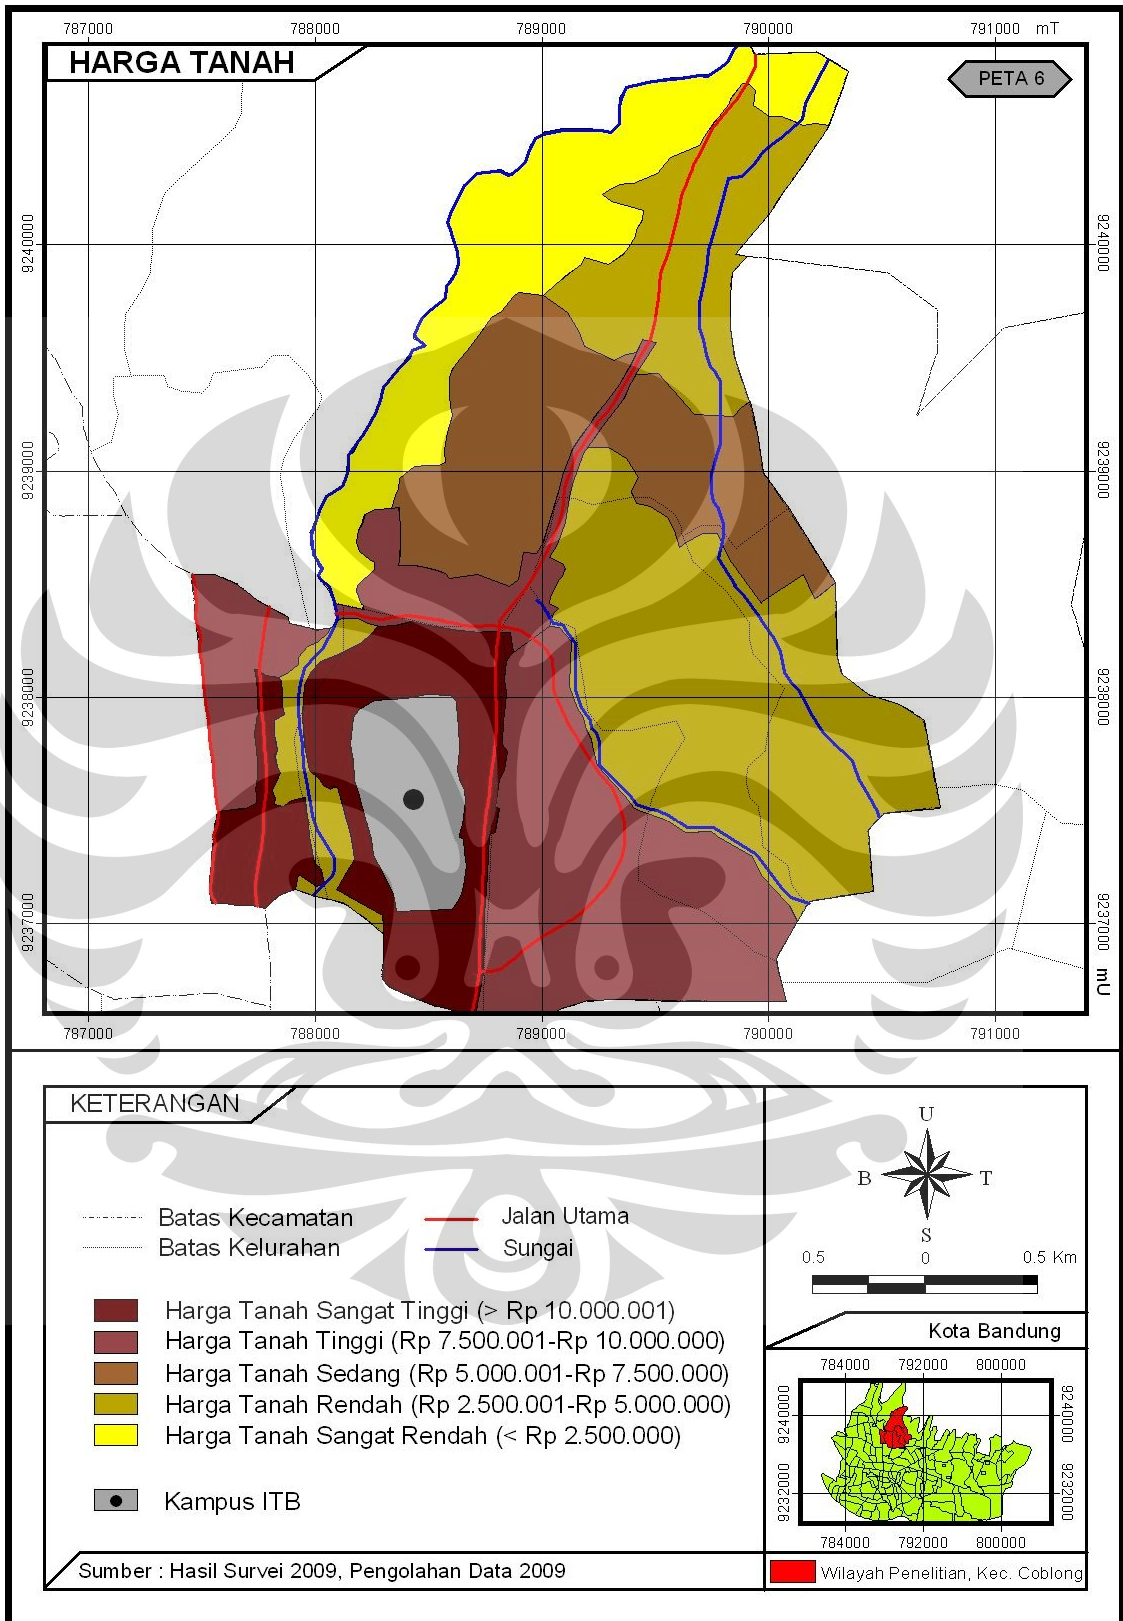 787000 788000 789000 790000 791000 mT
HARGA TANAH
PETA 6
9240000 9240000
9239000 9239000
9238000 9238000
9237000 9237000
mU
787000 788000 789000 790000 791000
KETERANGAN
Batas Kecamatan
Batas Kelurahan
Jalan Utama
Sungai
Harga Tanah Sangat Tinggi (> Rp 10.000.001)
Harga Tanah Tinggi (Rp 7.500.001-Rp 10.000.000)
Harga Tanah Sedang (Rp 5.000.001-Rp 7.500.000)
Harga Tanah Rendah (Rp 2.500.001-Rp 5.000.000)
Harga Tanah Sangat Rendah (< Rp 2.500.000)
Kampus ITB
Sumber : Hasil Survei 2009, Pengolahan Data 2009
U
B T
S
0.5 0 0.5 Km
Kota Bandung
784000 792000 800000
9240000 9240000
9232000 9232000
784000 792000 800000
Wilayah Penelitian, Kec. Coblong